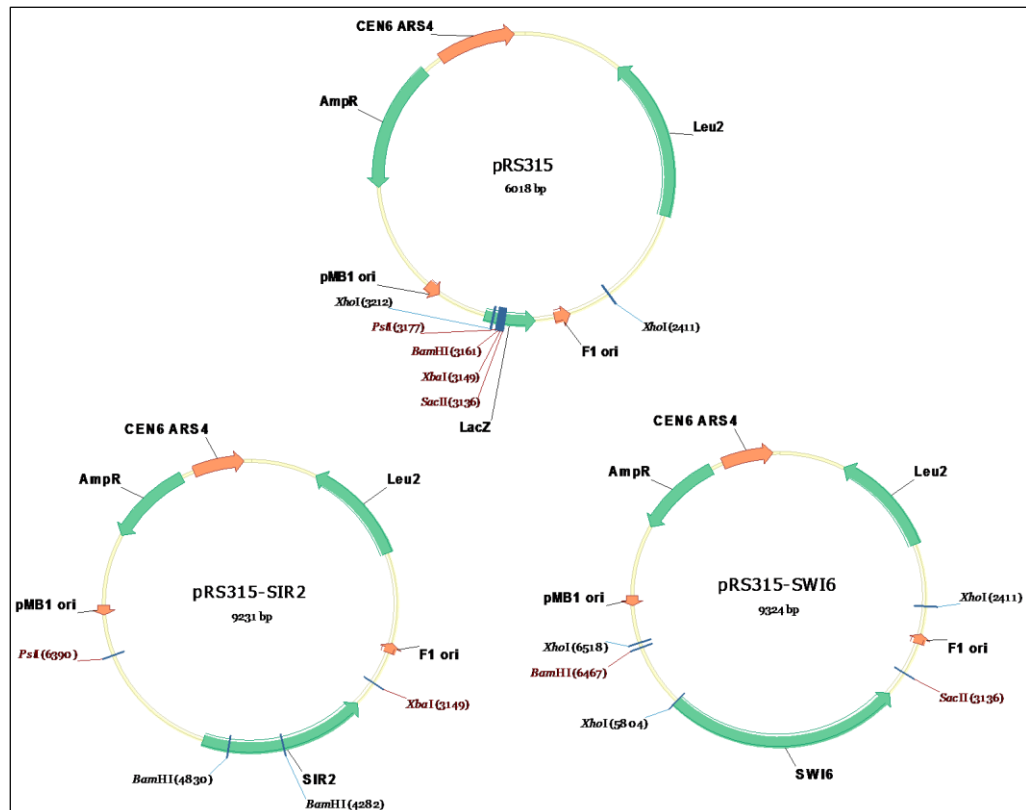 CEN6 ARS4
AmpR
Leu2
pRS315
6018 bp
pMB1 ori
XhoI(3212)
XhoI(2411)
PstI(3177)
F1 ori
BamHI(3161)
XbaI(3149)
SacII(3136)
LacZ
CEN6 ARS4
AmpR
Leu2
pRS315-SIR2
9231 bp
pMB1 ori
F1 ori
PstI(6390)
XbaI(3149)
SIR2
BamHI(4830)
BamHI(4282)
CEN6 ARS4
AmpR
Leu2
pRS315-SWI6
9324 bp
pMB1 ori
XhoI(2411)
F1 ori
XhoI(6518)
BamHI(6467)
SacII(3136)
XhoI(5804)
SWI6